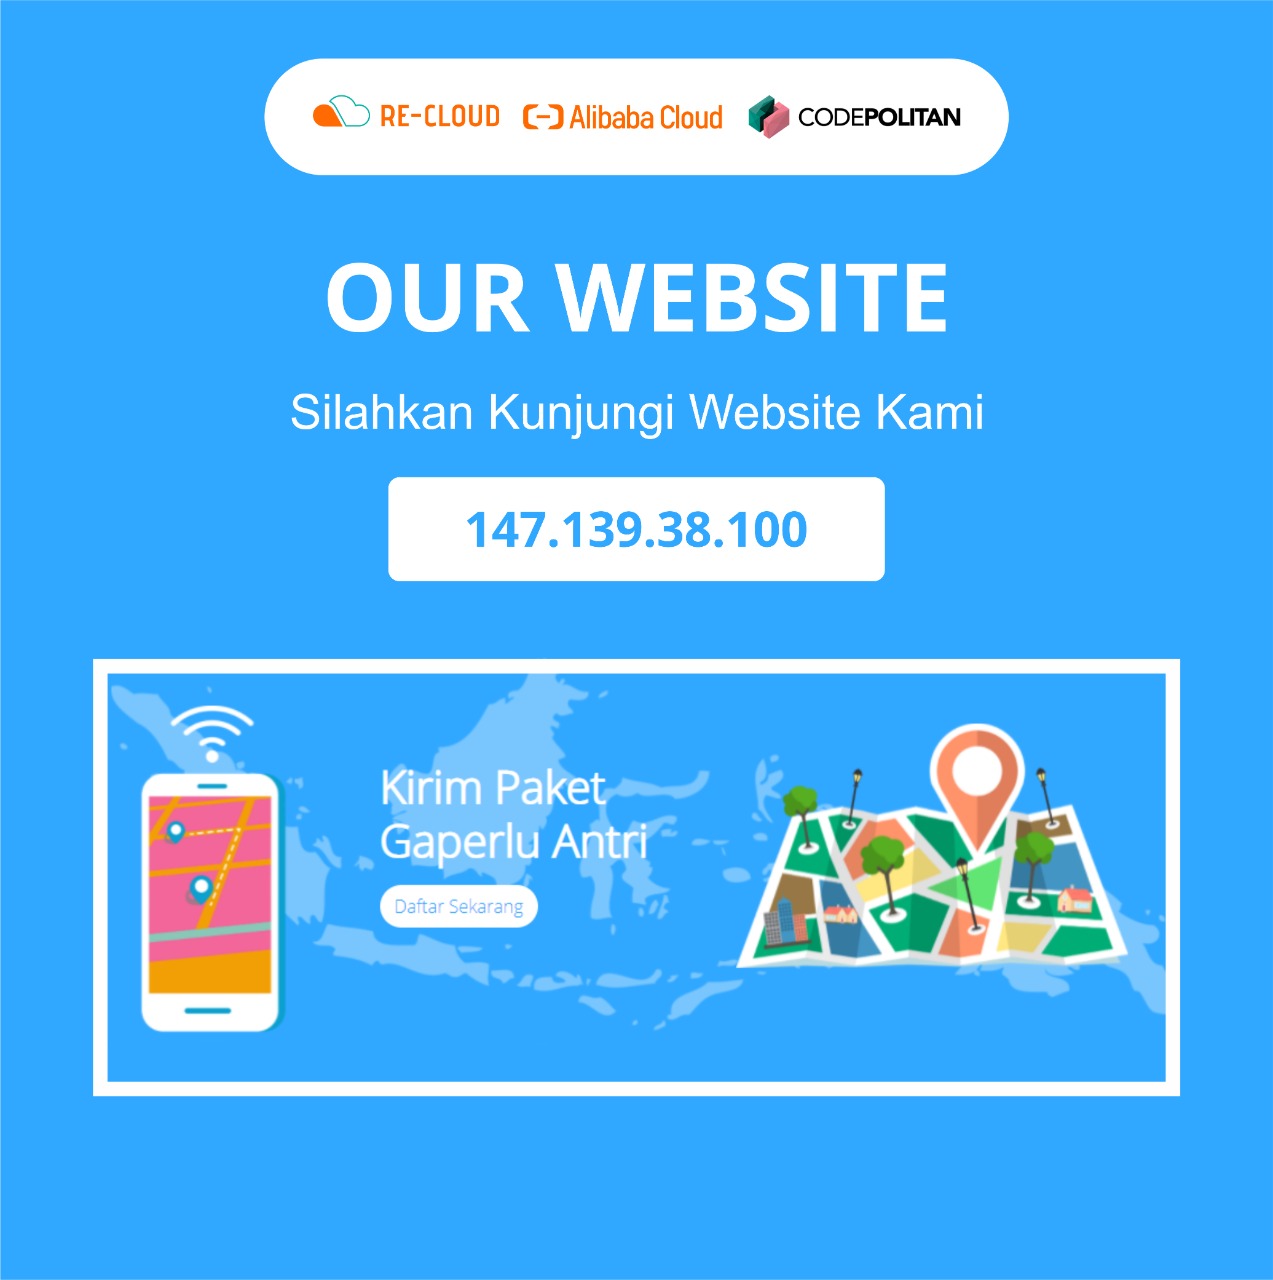 RE-CLOUD Alibaba Cloud CODEPOLITAN
OUR WEBSITE
Silahkan Kunjungi Website Kami
147.139.38.100
Kirim Paket
Gaperlu Antri
Daftar Sekarang